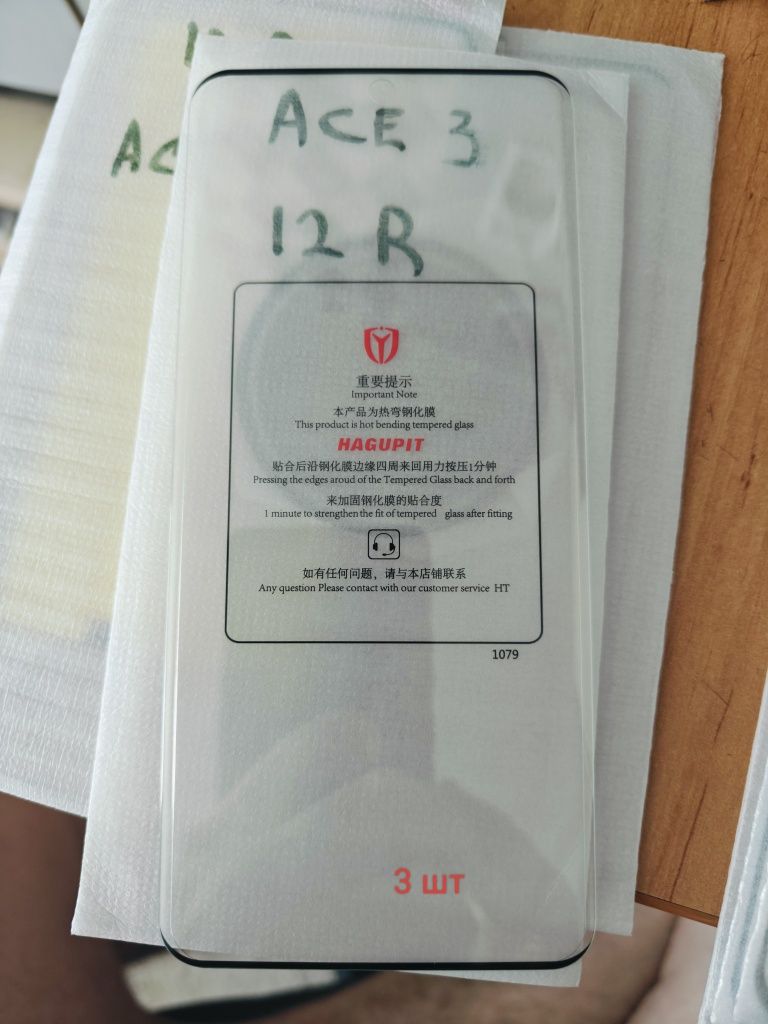 AC
ACE 3
12 R
重要提示
Important Note
本产品为热弯钢化膜
This product is hot bending tempered glass
HAGUPIT
贴合后沿钢化膜边缘四周来回用力按压1分钟
Pressing the edges aroud of the Tempered Glass back and forth
来加固钢化膜的贴合度
1 minute to strengthen the fit of tempered glass after fitting
如有任何问题，请与本店铺联系
Any question Please contact with our customer service HT
1079
3 шт